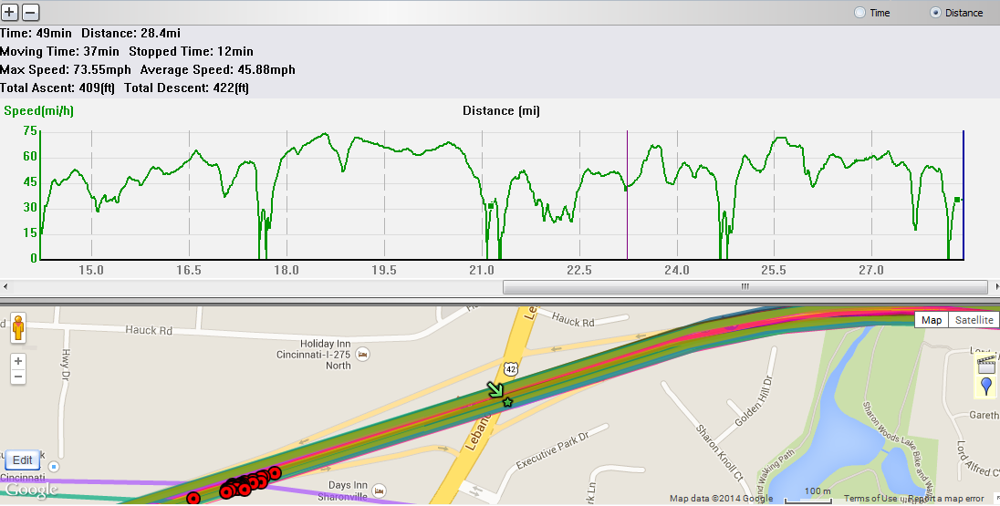 + − Time Distance
Time: 49min Distance: 28.4mi
Moving Time: 37min Stopped Time: 12min
Max Speed: 73.55mph Average Speed: 45.88mph
Total Ascent: 409(ft) Total Descent: 422(ft)
Speed(mi/h) Distance (mi)
75
60
45
30
15
0
15.0 16.5 18.0 19.5 21.0 22.5 24.0 25.5 27.0
Hauck Rd
Hauck Rd
Map Satellite
Holiday Inn
Cincinnati-I-275
North
Hwy Dr
+
−
42
Golden Hill Dr
Executive Park Dr
Sharon Knoll Ct
Sharon Woods Lake Bike and
Lord Alfred C
Gareth
Edit
Cincinnati
Google
Days Inn
Sharonville
100 m
Map data ©2014 Google
Terms of Use
Report a map error